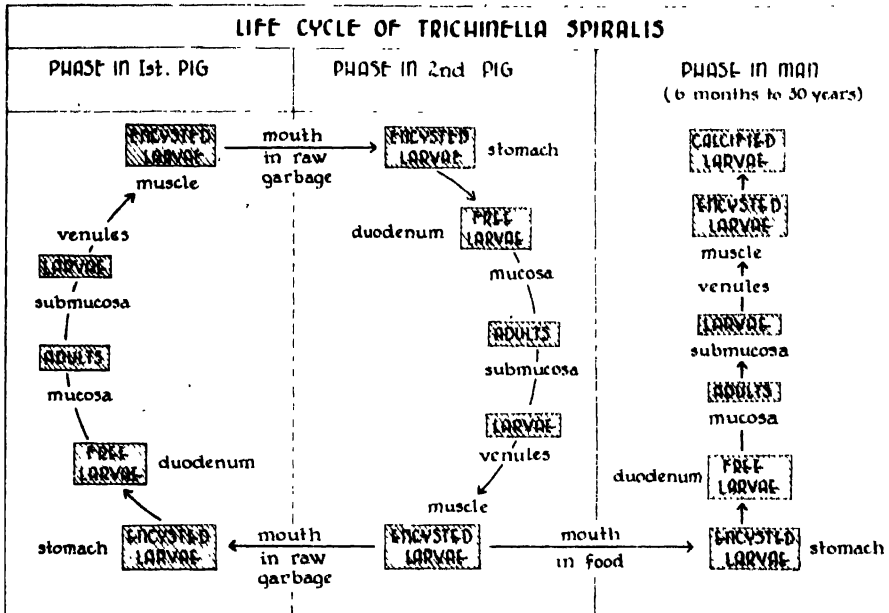 LIFE CYCLE OF TRICHINELLA SPIRALIS
PHASE IN Ist. PIG
ENCYSTED
LARVAE
muscle
venules
LARVAE
submucosa
ADULTS
mucosa
FREE
LARVAE
duodenum
stomach
ENCYSTED
LARVAE
mouth
in raw
garbage
mouth
in raw
garbage
PHASE IN 2nd PIG
ENCYSTED
LARVAE
stomach
duodenum
FREE
LARVAE
mucosa
ADULTS
submucosa
LARVAE
venules
muscle
ENCYSTED
LARVAE
mouth
in food
PHASE IN MAN
(6 months to 30 years)
CALCIFIED
LARVAE
ENCYSTED
LARVAE
muscle
venules
LARVAE
submucosa
ADULTS
mucosa
duodenum
FREE
LARVAE
ENCYSTED
LARVAE
stomach